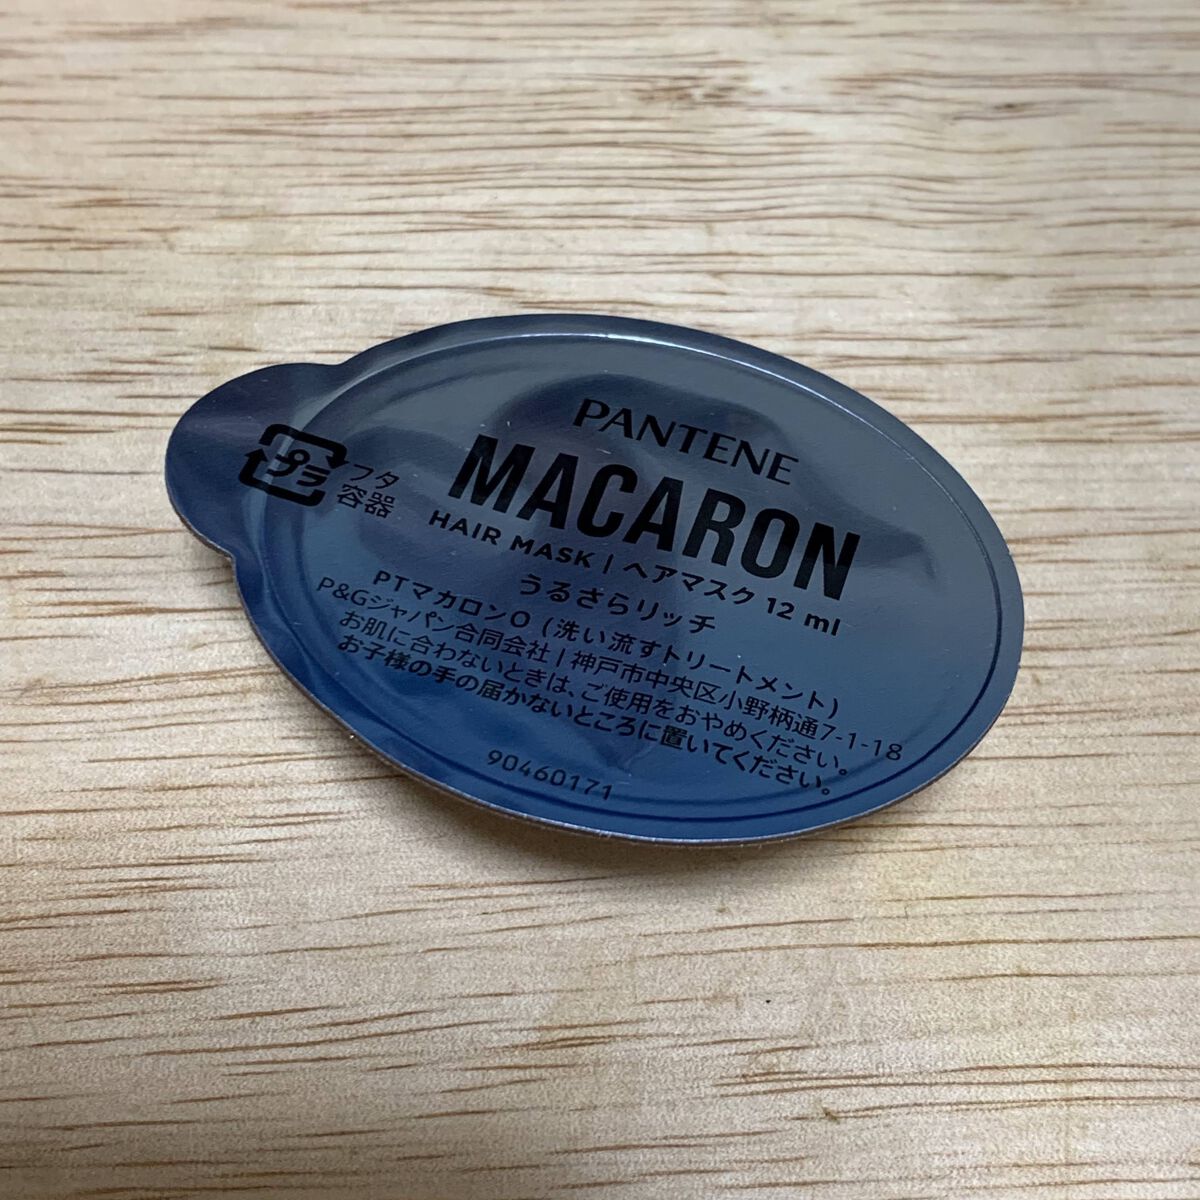 PANTENE
MACARON
HAIR MASK | ヘアマスク 12 ml
うるさらリッチ
PTマカロンO (洗い流すトリートメント)
P&Gジャパン合同会社 | 神戸市中央区小野柄通7-1-18
お肌に合わないときは、ご使用をおやめください。
お子様の手の届かないところに置いてください。
90460171
プラ
フタ
容器